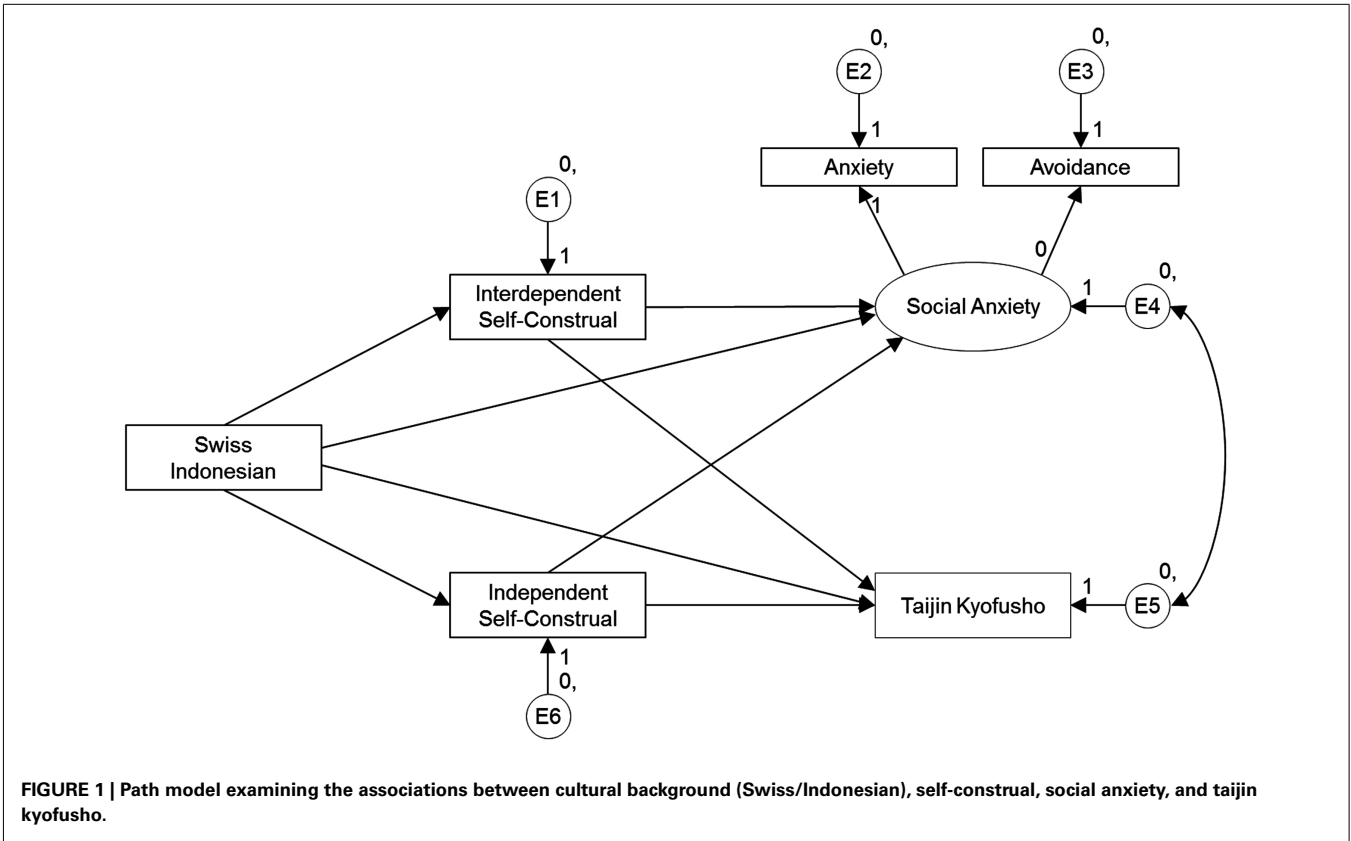 0,
0,
E2
E3
1
1
Anxiety
Avoidance
0,
E1
1
1
0
0,
Interdependent
Self-Construal
Social Anxiety
1
E4
Swiss
Indonesian
0,
Independent
Self-Construal
Taijin Kyofusho
1
E5
1
0,
E6
FIGURE 1 | Path model examining the associations between cultural background (Swiss/Indonesian), self-construal, social anxiety, and taijin
kyofusho.